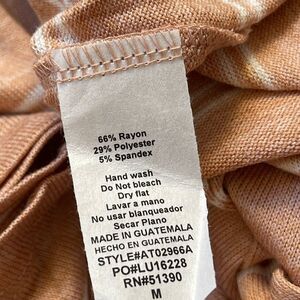 66% Rayon
29% Polyester
5% Spandex
Hand wash
Do Not bleach
Dry flat
Lavar a mano
No usar blanqueador
Secar Plano
MADE IN GUATEMALA
HECHO EN GUATEMALA
STYLE#AT02966A
PO#LU16228
RN#51390
M